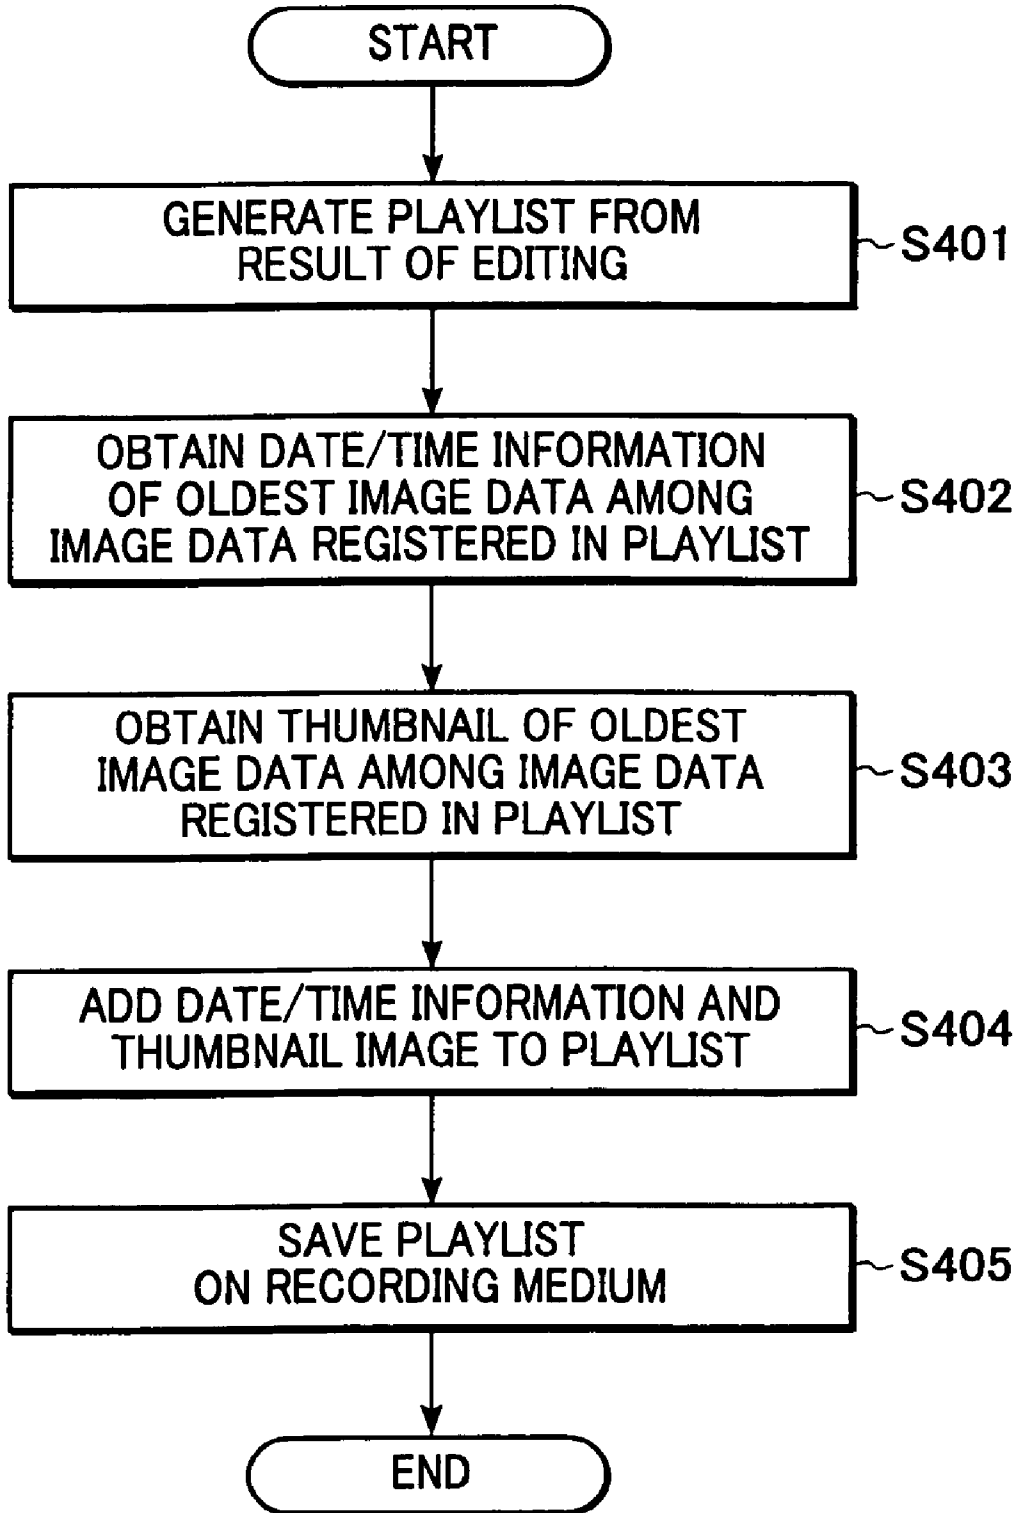 START
GENERATE PLAYLIST FROM
RESULT OF EDITING
S401
OBTAIN DATE/TIME INFORMATION
OF OLDEST IMAGE DATA AMONG
IMAGE DATA REGISTERED IN PLAYLIST
S402
OBTAIN THUMBNAIL OF OLDEST
IMAGE DATA AMONG IMAGE DATA
REGISTERED IN PLAYLIST
S403
ADD DATE/TIME INFORMATION AND
THUMBNAIL IMAGE TO PLAYLIST
S404
SAVE PLAYLIST
ON RECORDING MEDIUM
S405
END